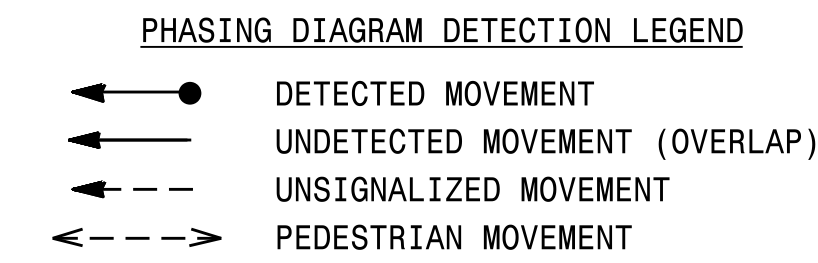 PHASING DIAGRAM DETECTION LEGEND
DETECTED MOVEMENT
UNDETECTED MOVEMENT (OVERLAP)
UNSIGNALIZED MOVEMENT
PEDESTRIAN MOVEMENT